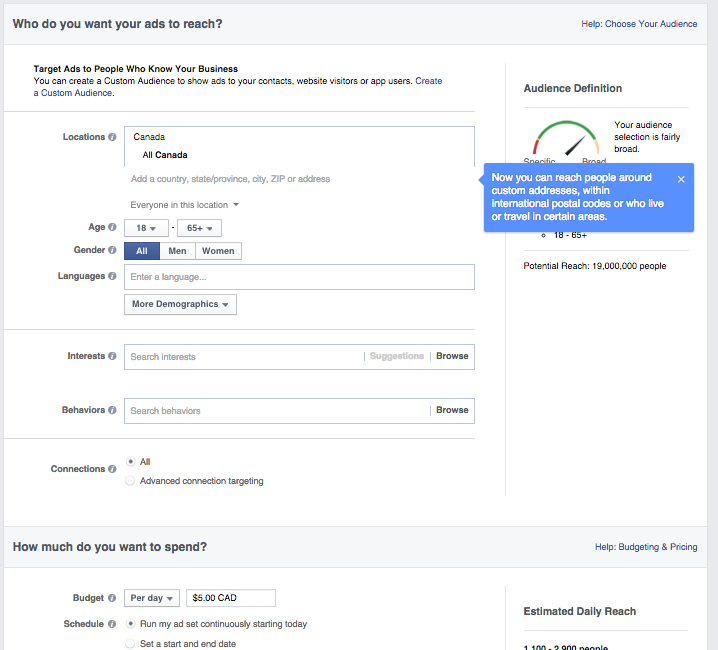 Who do you want your ads to reach?
Help: Choose Your Audience
Target Ads to People Who Know Your Business
You can create a Custom Audience to show ads to your contacts, website visitors or app users. Create
a Custom Audience.
Locations
Canada
All Canada
Add a country, state/province, city, ZIP or address
Everyone in this location
Age
18 - 65+
Gender
All Men Women
Languages
Enter a language...
More Demographics
Interests
Search interests | Suggestions | Browse
Behaviors
Search behaviors | Browse
Connections
All
Advanced connection targeting
Audience Definition
Your audience
selection is fairly
broad.
Specific Broad
Now you can reach people around
custom addresses, within
international postal codes or who live
or travel in certain areas.
18 - 65+
Potential Reach: 19,000,000 people
How much do you want to spend?
Help: Budgeting & Pricing
Budget
Per day
$5.00 CAD
Schedule
Run my ad set continuously starting today
Set a start and end date
Estimated Daily Reach
1,100 - 2,900 people